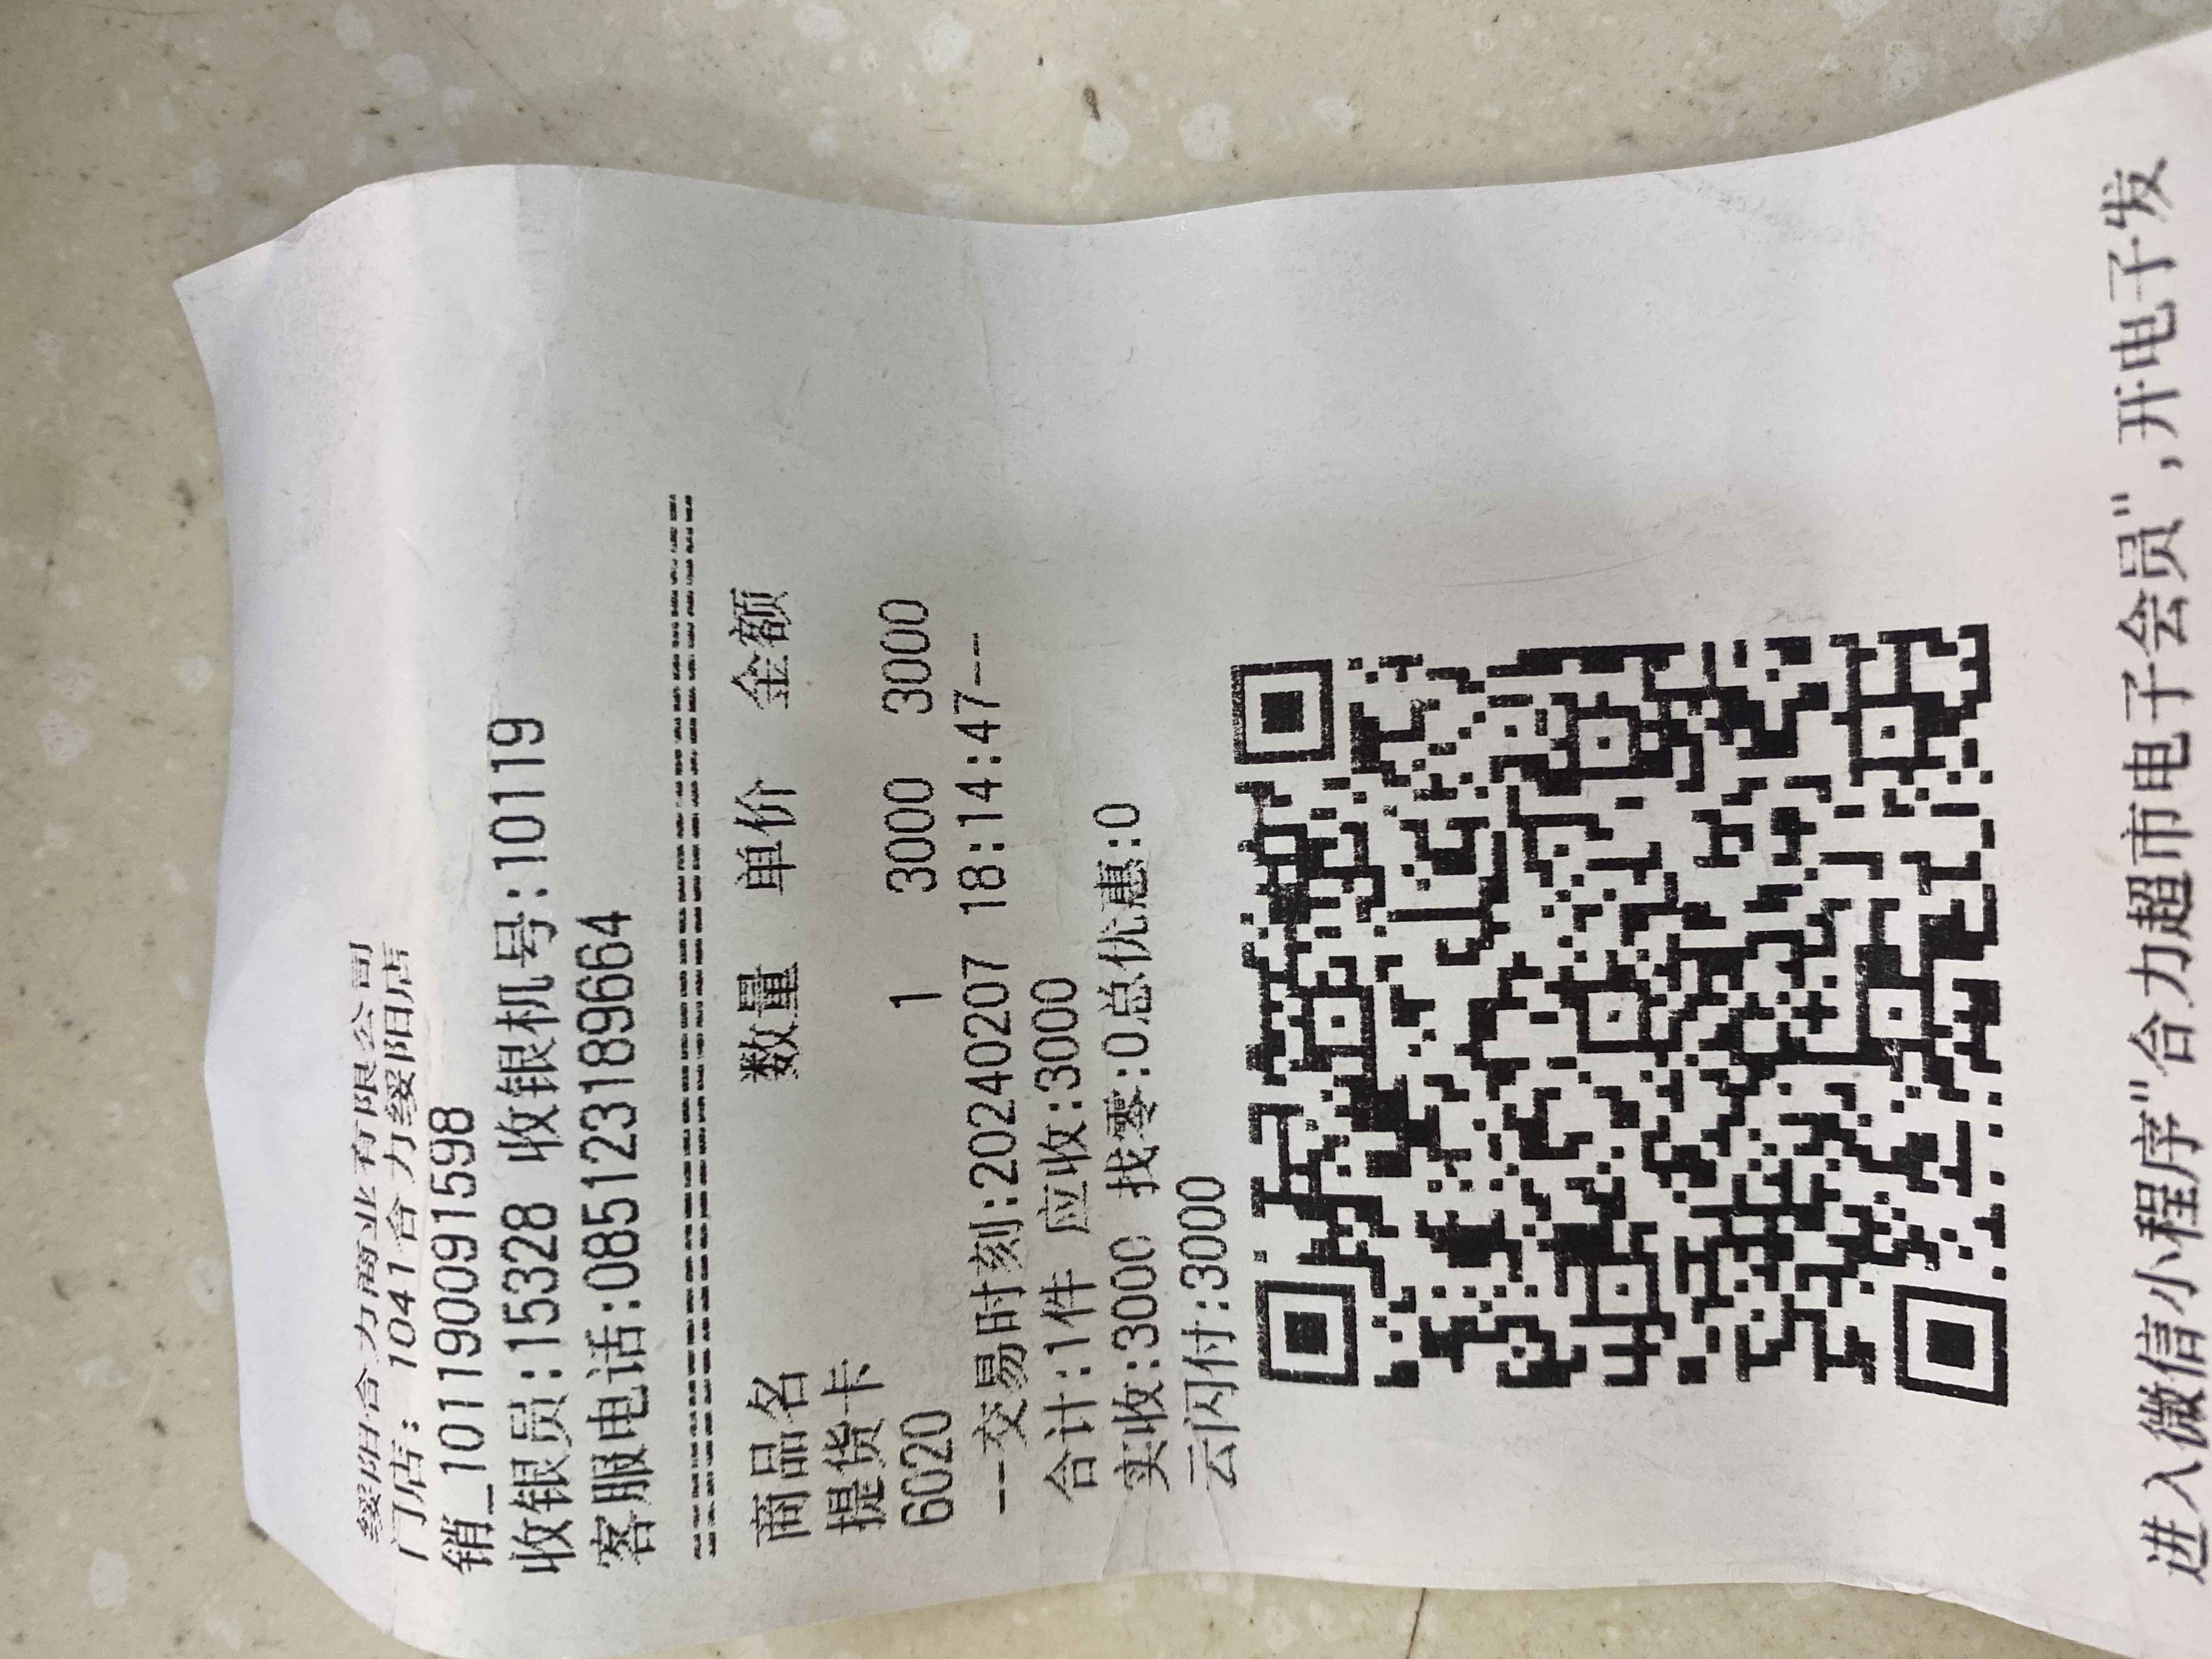 绥阳合力商业有限公司
门店: 1041合力绥阳店
销_101190091598
收银员:15328 收银机号:10119
客服电话:085123189664
商品名 数量 单价 金额
提货卡
6020 1 3000 3000
--交易时刻:20240207 18:14:47--
合计:1件 应收:3000
实收:3000 找零:0总优惠:0
云闪付:3000
进入微信小程序"合力超市电子会员",开电子发